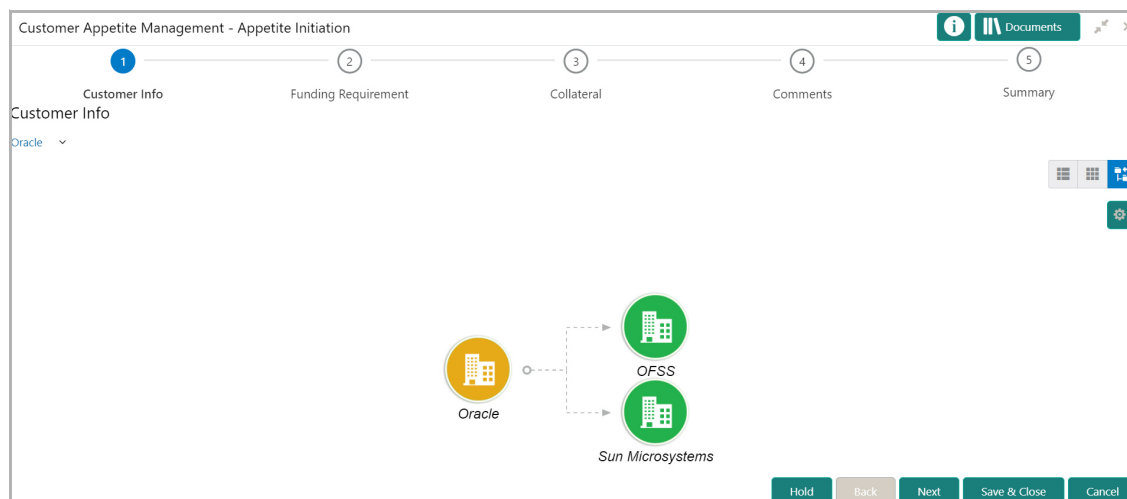 Customer Appetite Management - Appetite Initiation
i Documents
1 2 3 4 5
Customer Info Funding Requirement Collateral Comments Summary
Customer Info
Oracle
OFSS
Oracle
Sun Microsystems
Hold Back Next Save & Close Cancel